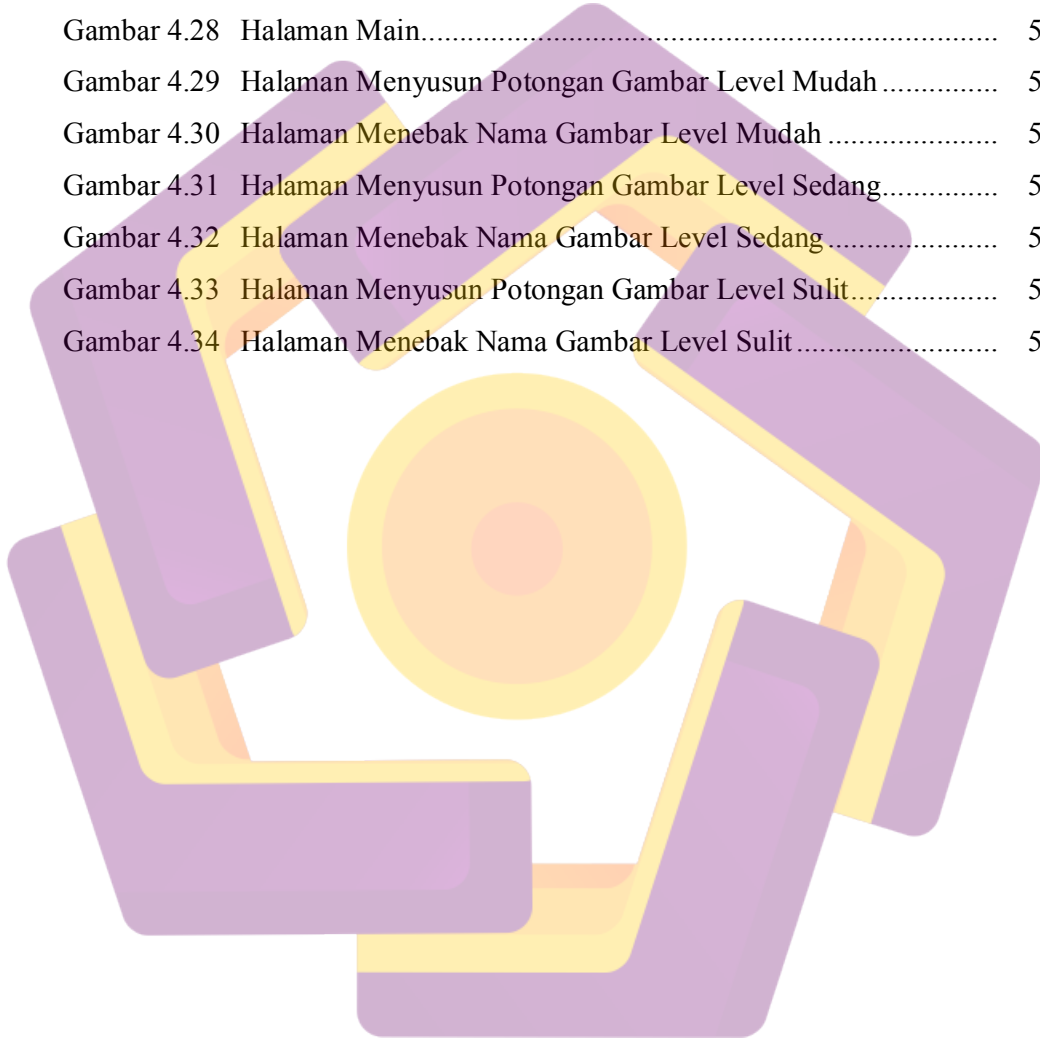 Gambar 4.28 Halaman Main.......................................................................... 5
Gambar 4.29 Halaman Menyusun Potongan Gambar Level Mudah............... 5
Gambar 4.30 Halaman Menebak Nama Gambar Level Mudah...................... 5
Gambar 4.31 Halaman Menyusun Potongan Gambar Level Sedang............... 5
Gambar 4.32 Halaman Menebak Nama Gambar Level Sedang...................... 5
Gambar 4.33 Halaman Menyusun Potongan Gambar Level Sulit................... 5
Gambar 4.34 Halaman Menebak Nama Gambar Level Sulit.......................... 5